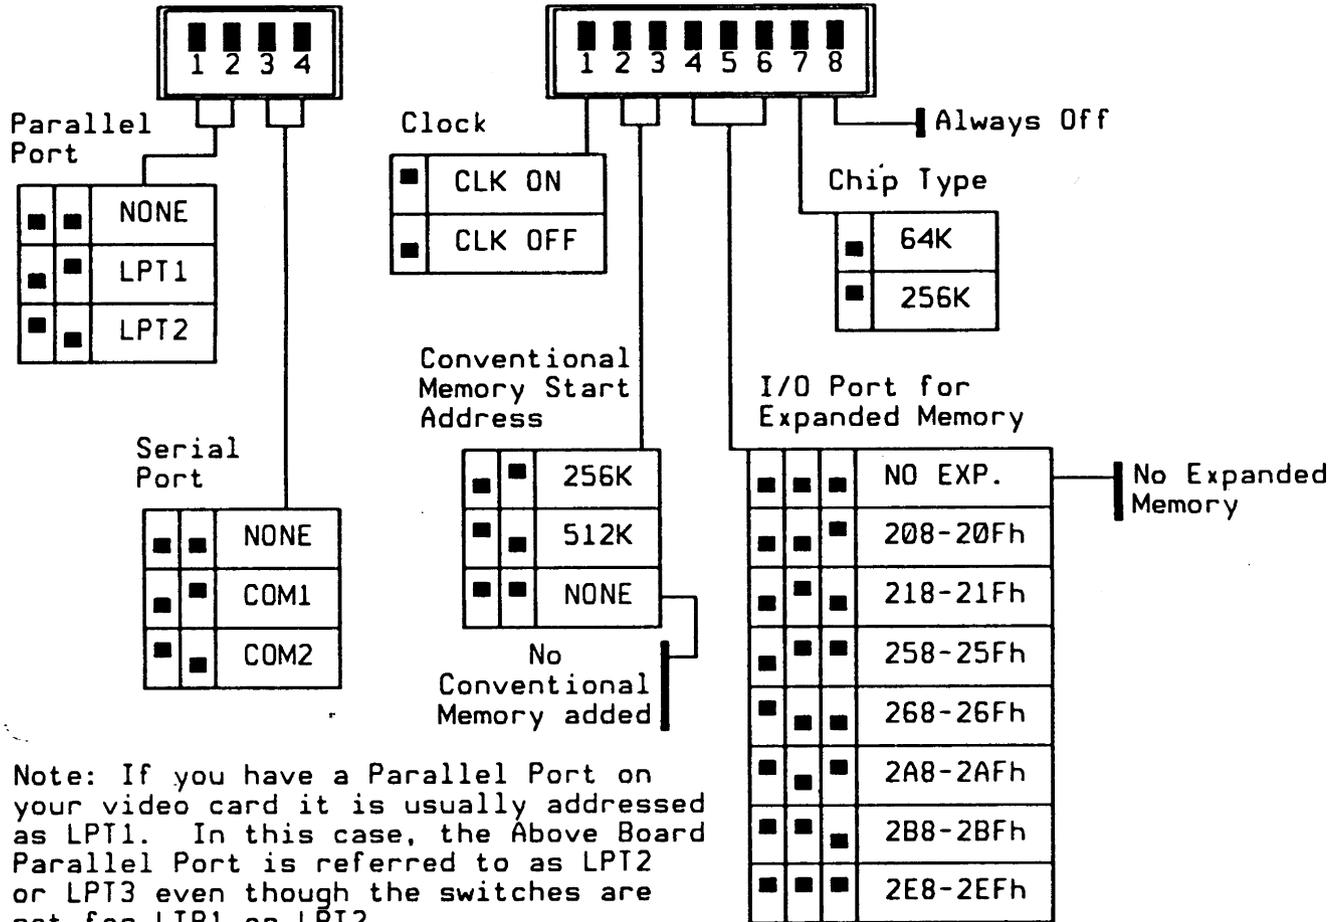 1 2 3 4
1 2 3 4 5 6 7 8
Parallel
Port
NONE
LPT1
LPT2
Serial
Port
NONE
COM1
COM2
Clock
CLK ON
CLK OFF
Conventional
Memory Start
Address
256K
512K
NONE
No
Conventional
Memory added
Always Off
Chip Type
64K
256K
I/O Port for
Expanded Memory
NO EXP.
208-20Fh
218-21Fh
258-25Fh
268-26Fh
2A8-2AFh
2B8-2BFh
2E8-2EFh
No Expanded
Memory
Note: If you have a Parallel Port on
your video card it is usually addressed
as LPT1. In this case, the Above Board
Parallel Port is referred to as LPT2
or LPT3 even though the switches are
LPT2